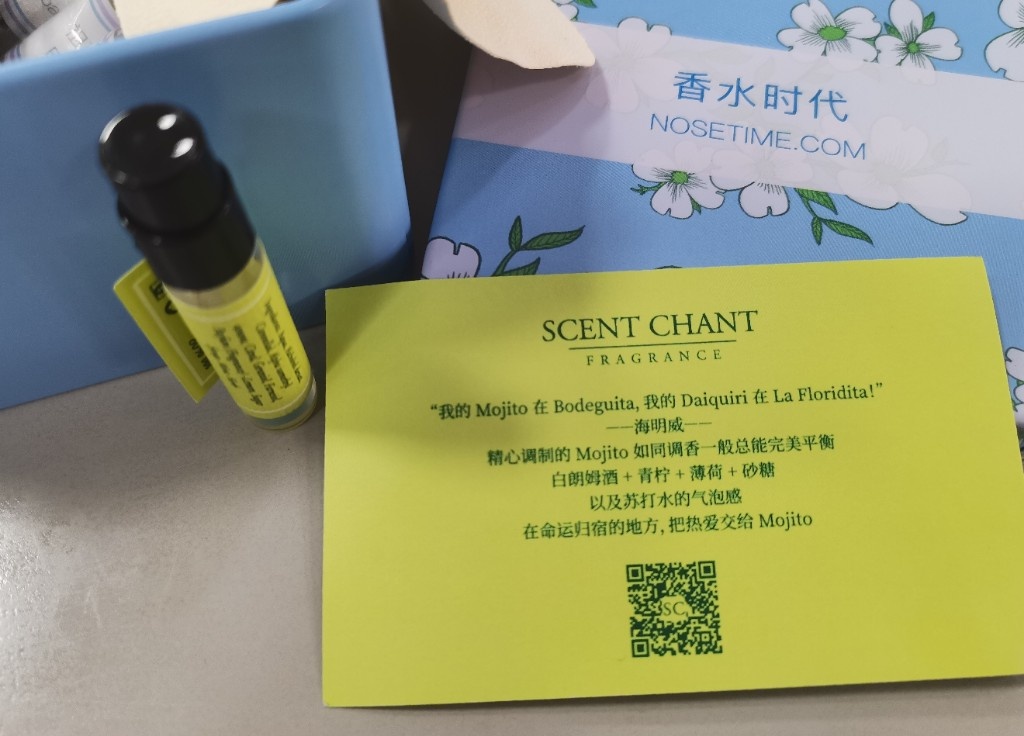 香水时代
NOSETIME.COM
SCENT CHANT
FRAGRANCE
“我的 Mojito 在 Bodeguita, 我的 Daiquiri 在 La Floridita!”
——海明威——
精心调制的 Mojito 如同调香一般总能完美平衡
白朗姆酒 + 青柠 + 薄荷 + 砂糖
以及苏打水的气泡感
在命运归宿的地方, 把热爱交给 Mojito
SC